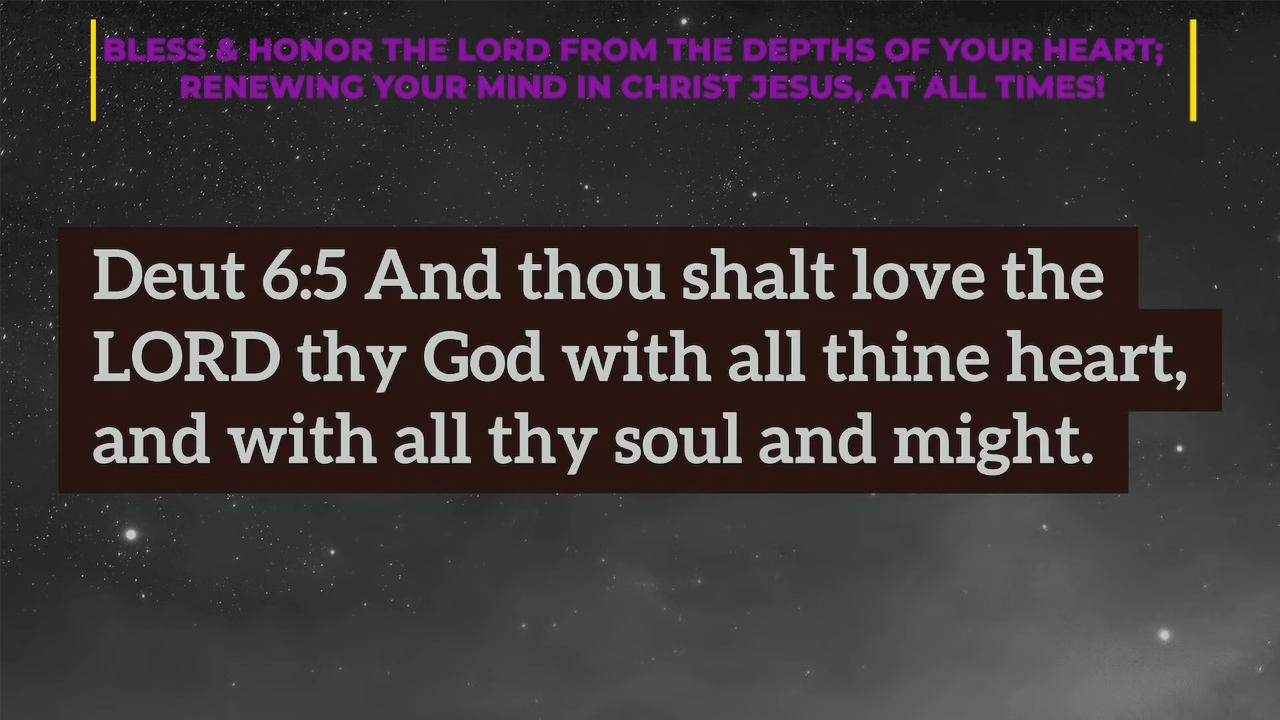 BLESS & HONOR THE LORD FROM THE DEPTHS OF YOUR HEART;
RENEWING YOUR MIND IN CHRIST JESUS, AT ALL TIMES!
Deut 6:5 And thou shalt love the
LORD thy God with all thine heart,
and with all thy soul and might.